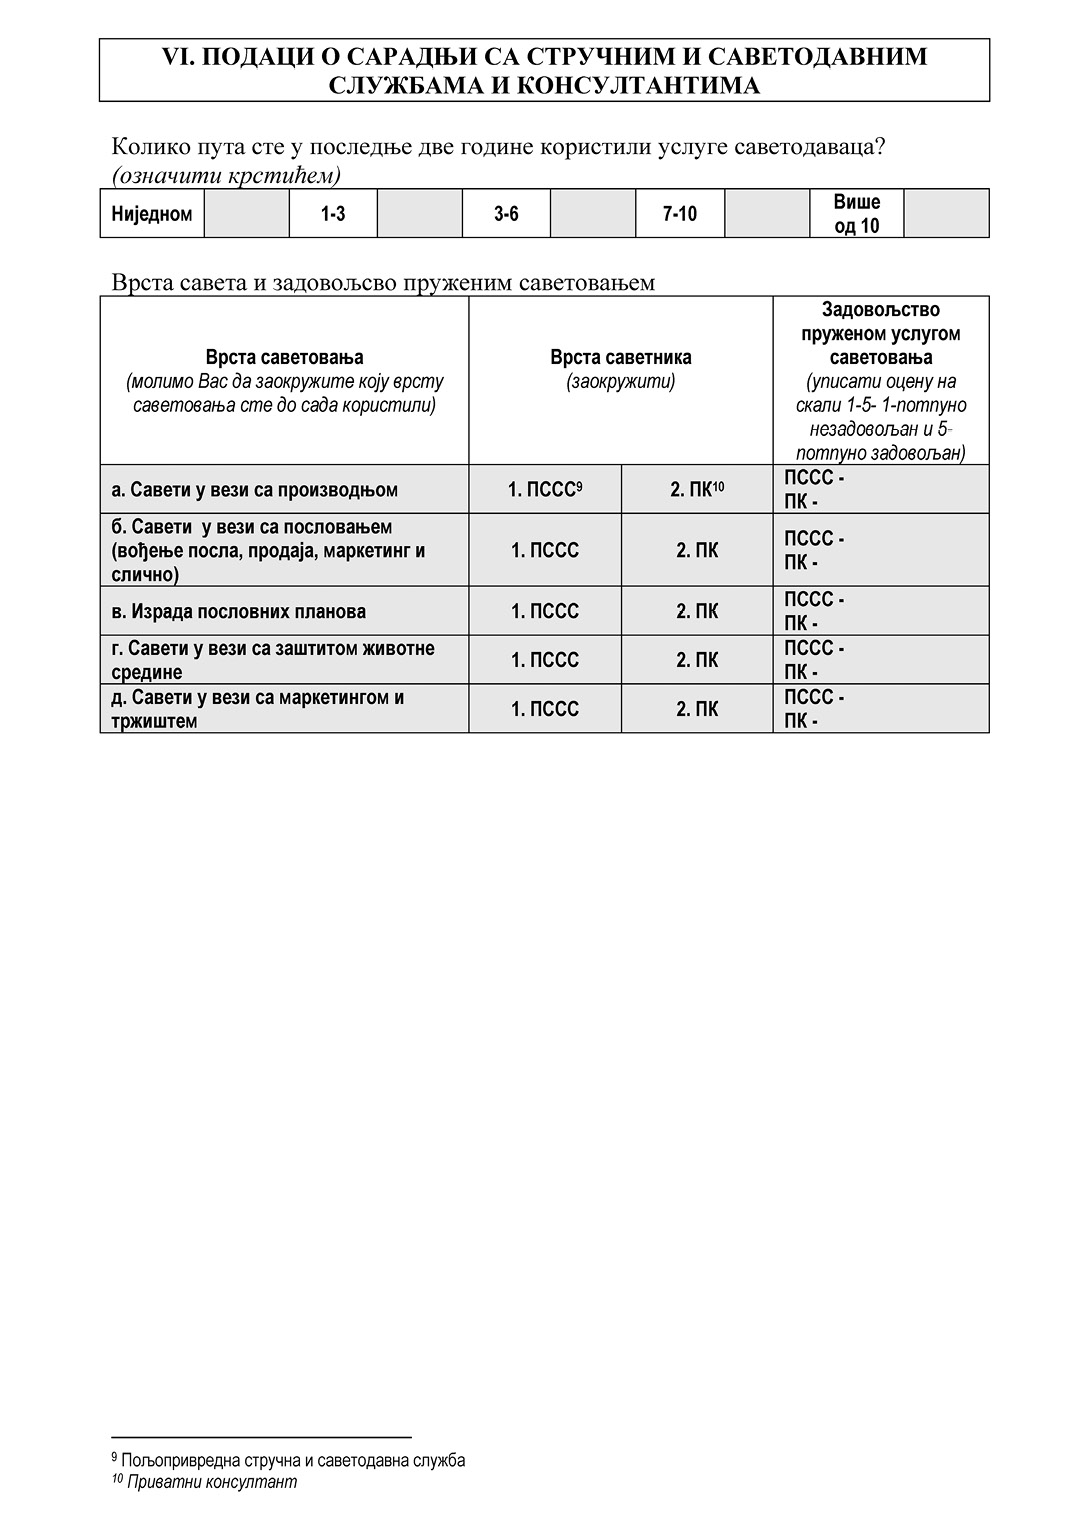 VI. ПОДАЦИ О САРАДЊИ СА СТРУЧНИМ И САВЕТОДАВНИМ
СЛУЖБАМА И КОНСУЛТАНТИМА
Колико пута сте у последње две године користили услуге саветодаваца?
(означити крстићем)
Ниједном 1-3 3-6 7-10 Више
од 10
Врста савета и задовољсво пруженим саветовањем
Врста саветовања
(молимо Вас да заокружите коју врсту
саветовања сте до сада користили)
Врста саветника
(заокружити)
Задовољство
пруженом услугом
саветовања
(уписати оцену на
скали 1-5- 1-потпуно
незадовољан и 5-
потпуно задовољан)
а. Савети у вези са производњом
1. ПССС⁹
2. ПК¹⁰
ПССС -
ПК -
б. Савети  у вези са пословањем
(вођење посла, продаја, маркетинг и
слично)
1. ПССС
2. ПК
ПССС -
ПК -
в. Израда пословних планова
1. ПССС
2. ПК
ПССС -
ПК -
г. Савети у вези са заштитом животне
средине
1. ПССС
2. ПК
ПССС -
ПК -
д. Савети у вези са маркетингом и
тржиштем
1. ПССС
2. ПК
ПССС -
ПК -
⁹ Пољопривредна стручна и саветодавна служба
¹⁰ Приватни консултант